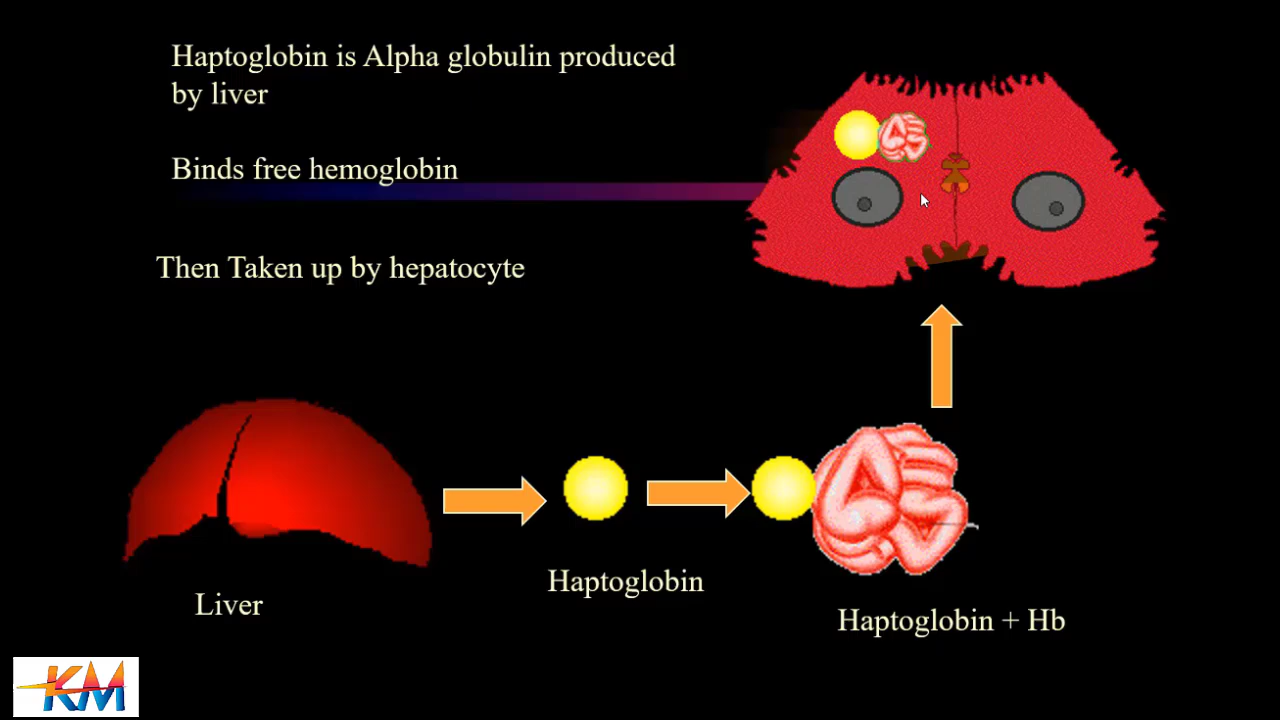 Haptoglobin is Alpha globulin produced
by liver
Binds free hemoglobin
Then Taken up by hepatocyte
Haptoglobin
Liver
Haptoglobin + Hb
KM